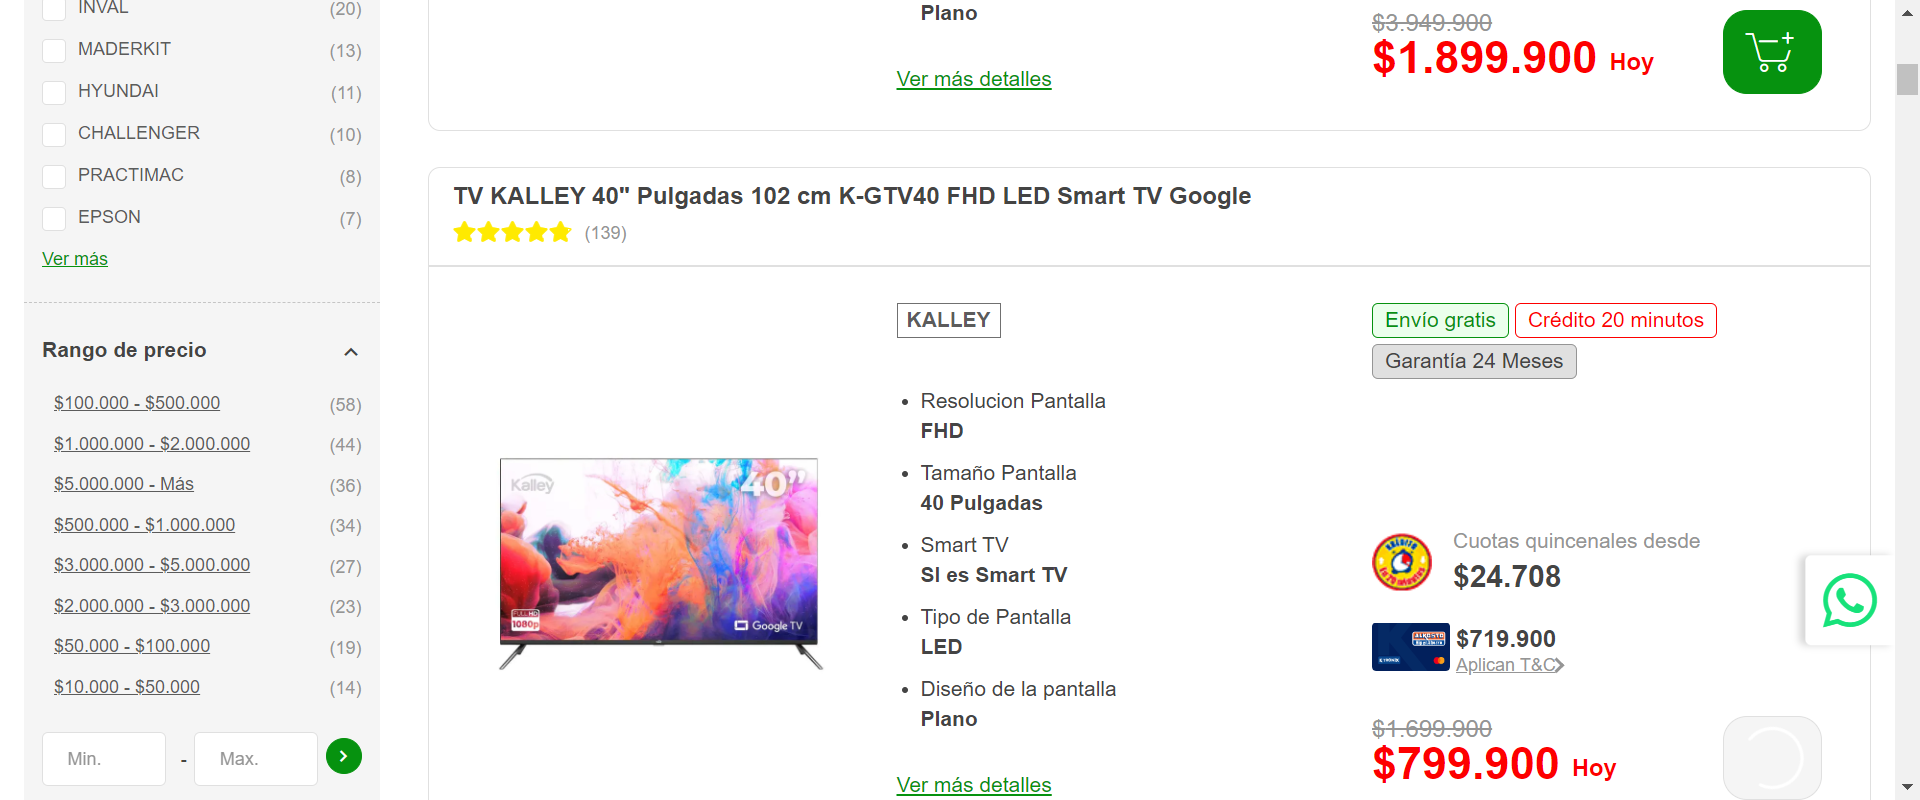 INVAL (20)
MADERKIT (13)
HYUNDAI (11)
CHALLENGER (10)
PRACTIMAC (8)
EPSON (7)
Ver más
Rango de precio
$100.000 - $500.000 (58)
$1.000.000 - $2.000.000 (44)
$5.000.000 - Más (36)
$500.000 - $1.000.000 (34)
$3.000.000 - $5.000.000 (27)
$2.000.000 - $3.000.000 (23)
$50.000 - $100.000 (19)
$10.000 - $50.000 (14)
Min. - Max.
Plano
Ver más detalles
$3.949.900
$1.899.900 Hoy
TV KALLEY 40" Pulgadas 102 cm K-GTV40 FHD LED Smart TV Google
(139)
Kalley
40"
FULL HD
1080p
Google TV
KALLEY
Resolucion Pantalla
FHD
Tamaño Pantalla
40 Pulgadas
Smart TV
SI es Smart TV
Tipo de Pantalla
LED
Diseño de la pantalla
Plano
Ver más detalles
Envío gratis
Crédito 20 minutos
Garantía 24 Meses
Cuotas quincenales desde
$24.708
ALKOSTO
$719.900
Aplican T&C
$1.699.900
$799.900 Hoy